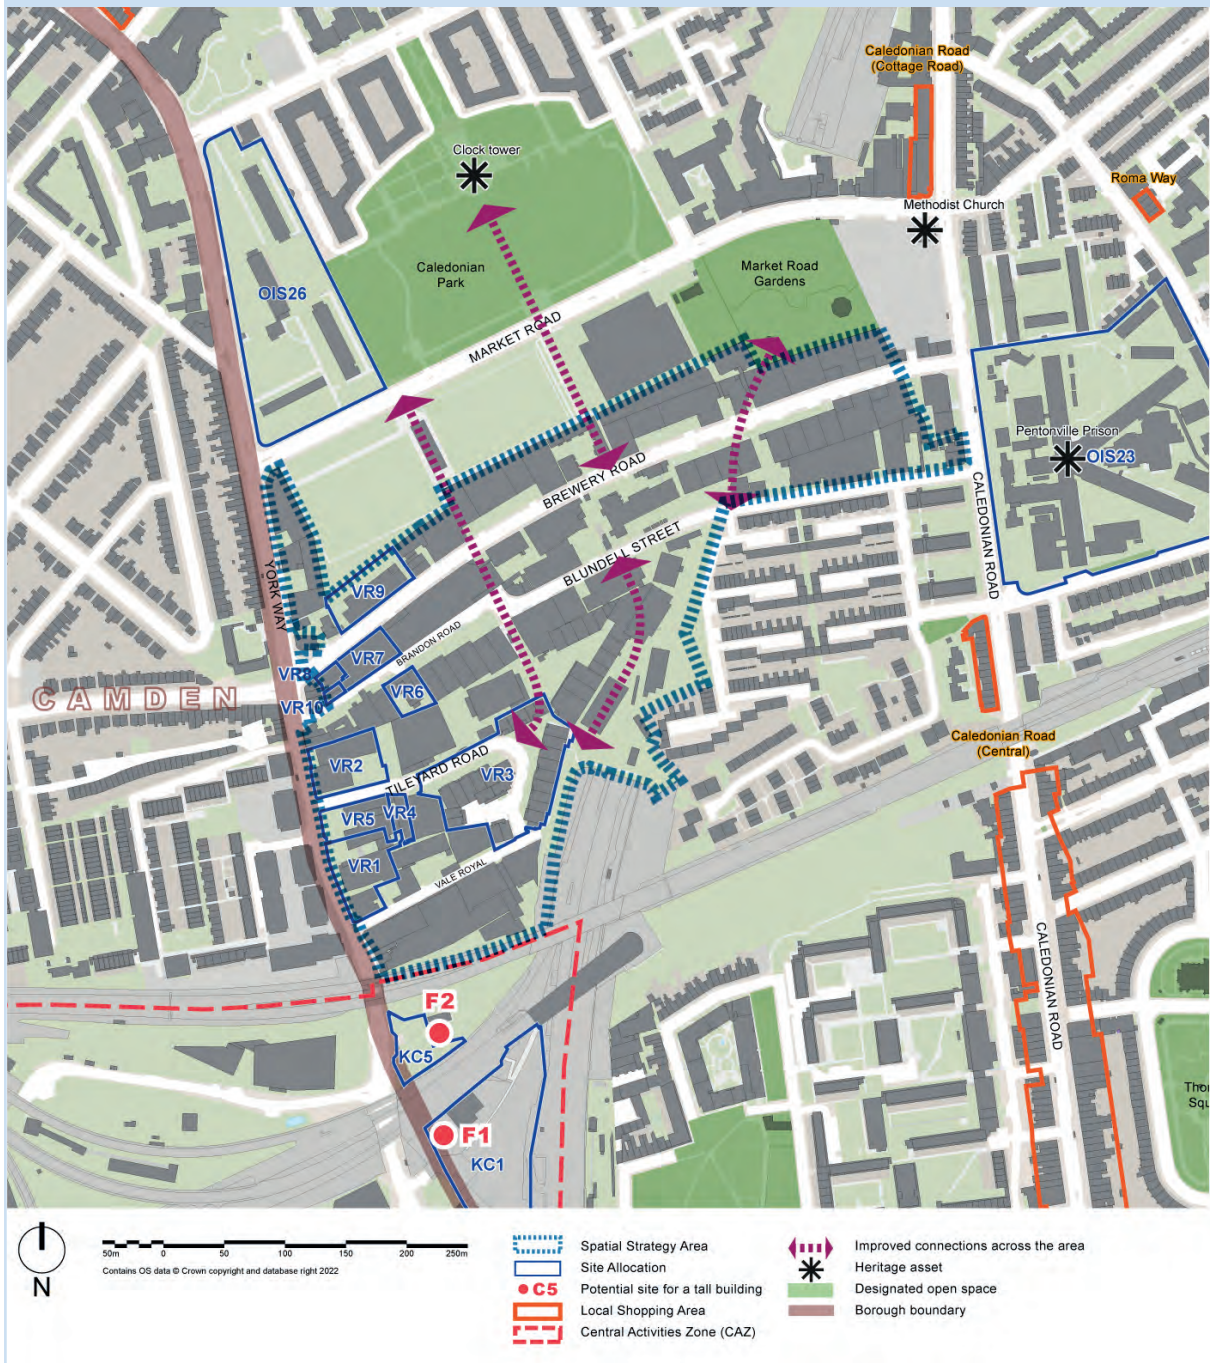 Caledonian Road
(Cottage Road)
Clock tower
Roma Way
Methodist Church
Caledonian
Park
Market Road
Gardens
OIS26
MARKET ROAD
Pentonville Prison
OIS23
BREWERY ROAD
CALEDONIAN ROAD
BLUNDELL STREET
YORK WAY
VR9
BRANDON ROAD
VR7
VR8
VR6
CAMDEN
VR10
Caledonian Road
(Central)
VR2
TILEYARD ROAD
VR3
VR5
VR4
VR1
VALE ROYAL
CALEDONIAN ROAD
F2
KC5
Thor
Squ
F1
KC1
N
50m 0 50 100 150 200 250m
Contains OS data © Crown copyright and database right 2022
Spatial Strategy Area
Site Allocation
C5 Potential site for a tall building
Local Shopping Area
Central Activities Zone (CAZ)
Improved connections across the area
Heritage asset
Designated open space
Borough boundary